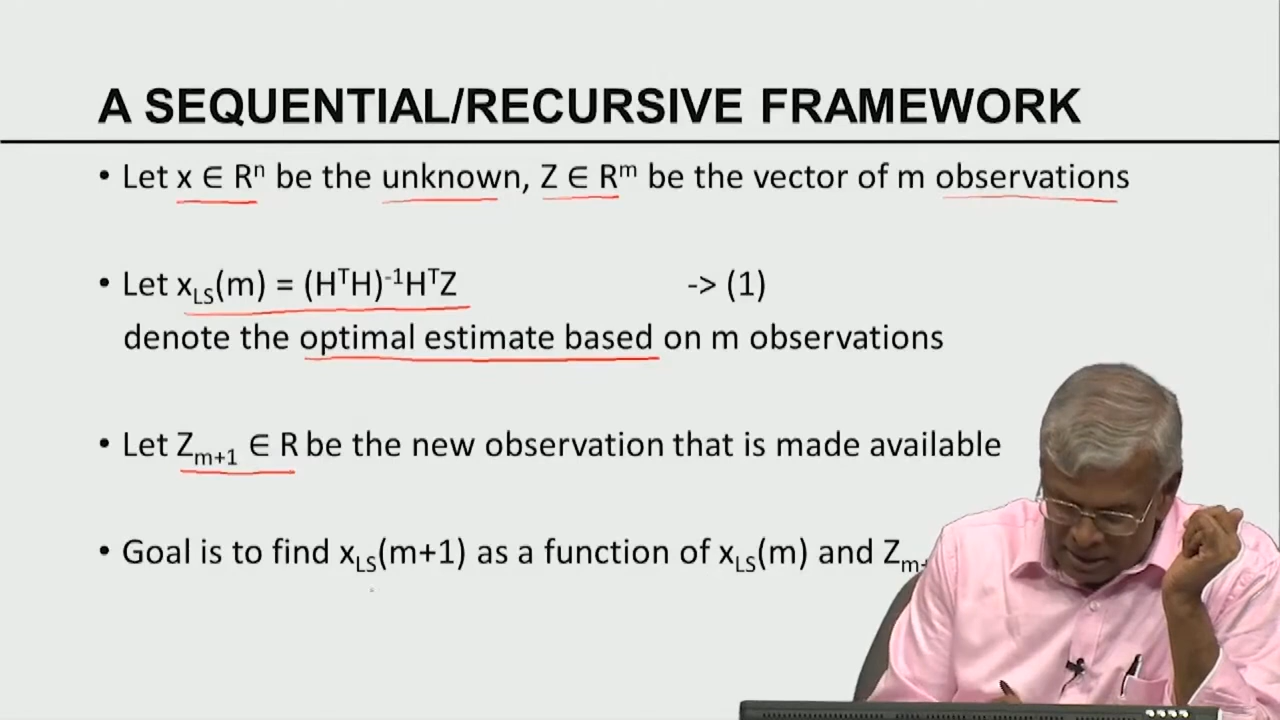 A SEQUENTIAL/RECURSIVE FRAMEWORK
• Let x ∈ Rⁿ be the unknown, Z ∈ Rᵐ be the vector of m observations
• Let x_LS(m) = (HᵀH)⁻¹HᵀZ -> (1)
denote the optimal estimate based on m observations
• Let Z_m+1 ∈ R be the new observation that is made available
• Goal is to find x_LS(m+1) as a function of x_LS(m) and